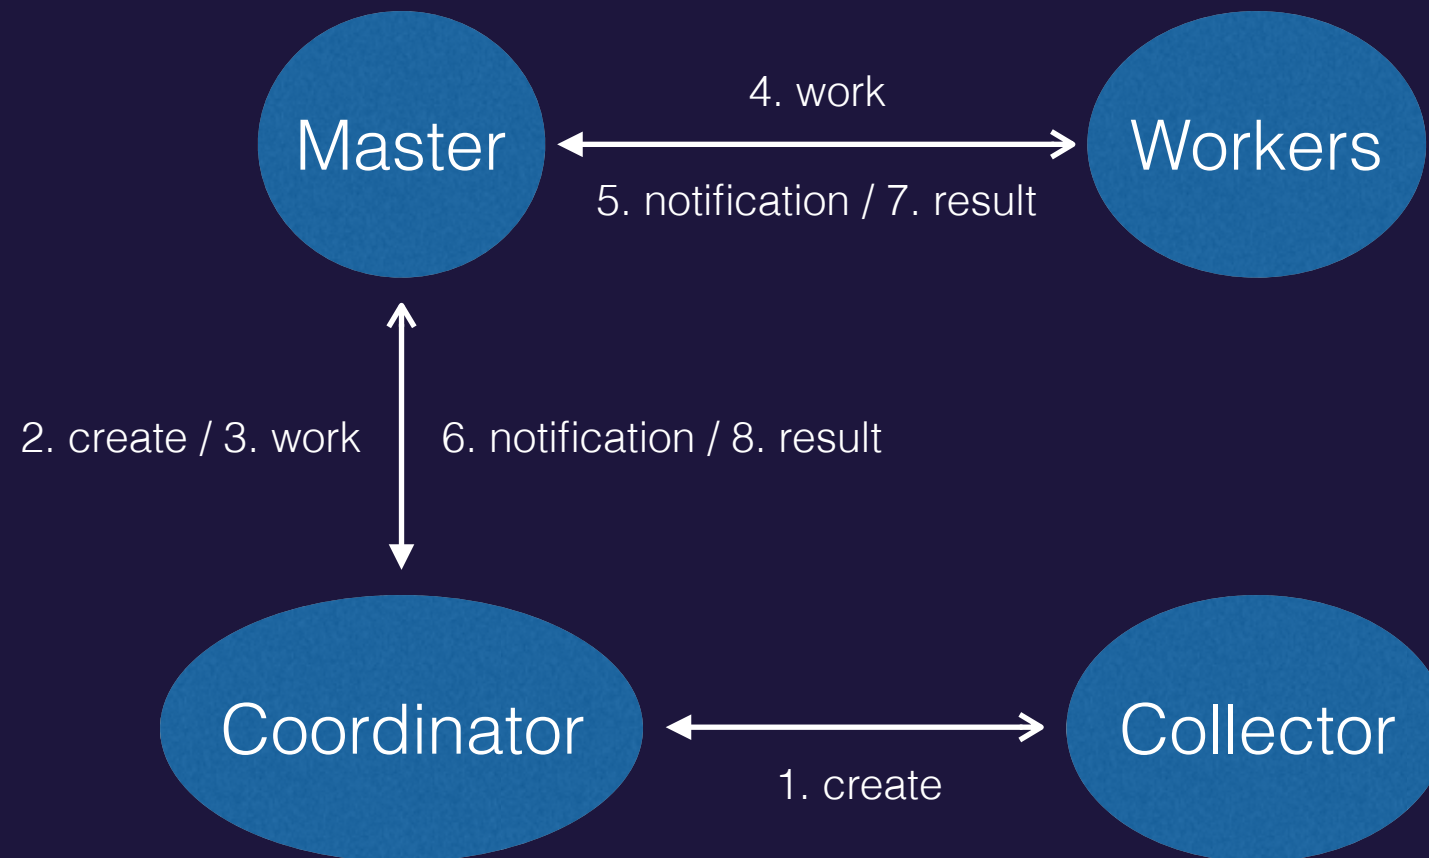 Master
4. work
Workers
5. notification / 7. result
2. create / 3. work
6. notification / 8. result
Coordinator
Collector
1. create